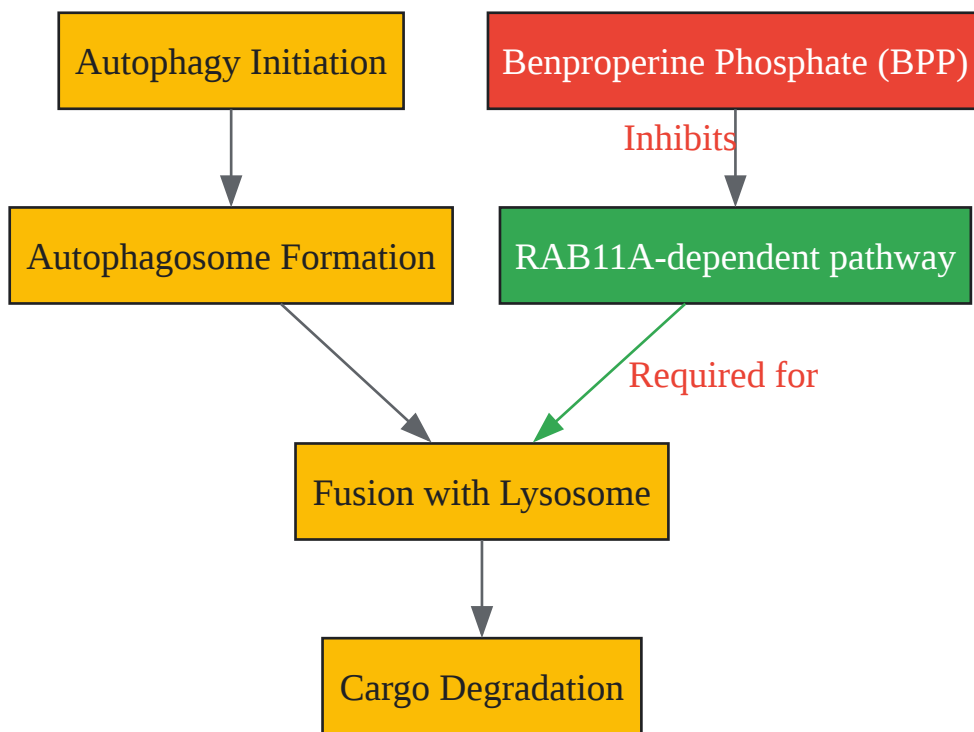 Autophagy Initiation
Benproperine Phosphate (BPP)
Inhibits
Autophagosome Formation
RAB11A-dependent pathway
Required for
Fusion with Lysosome
Cargo Degradation